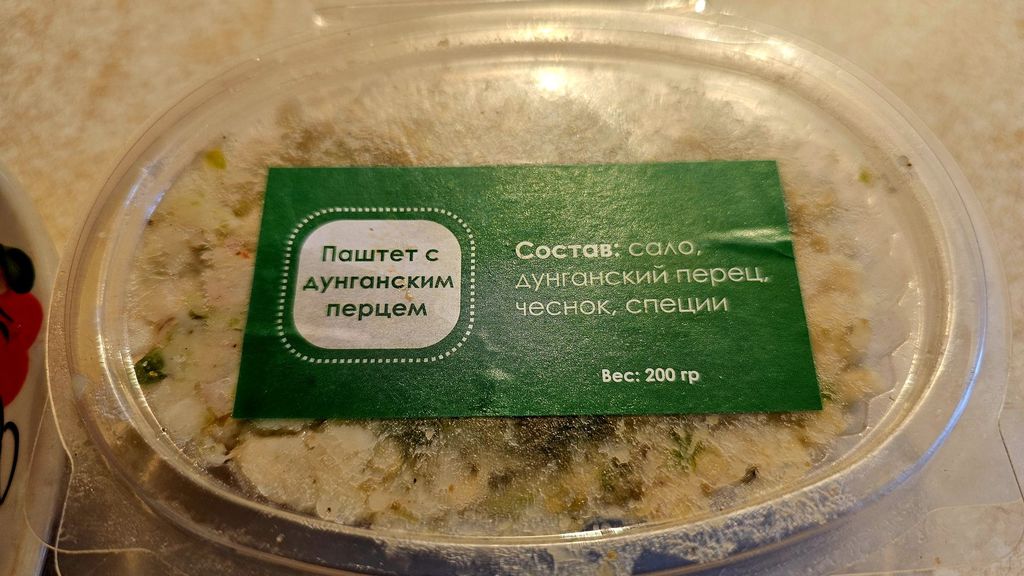 Паштет с
дунганским
перцем
Состав: сало,
дунганский перец,
чеснок, специи
Вес: 200 гр